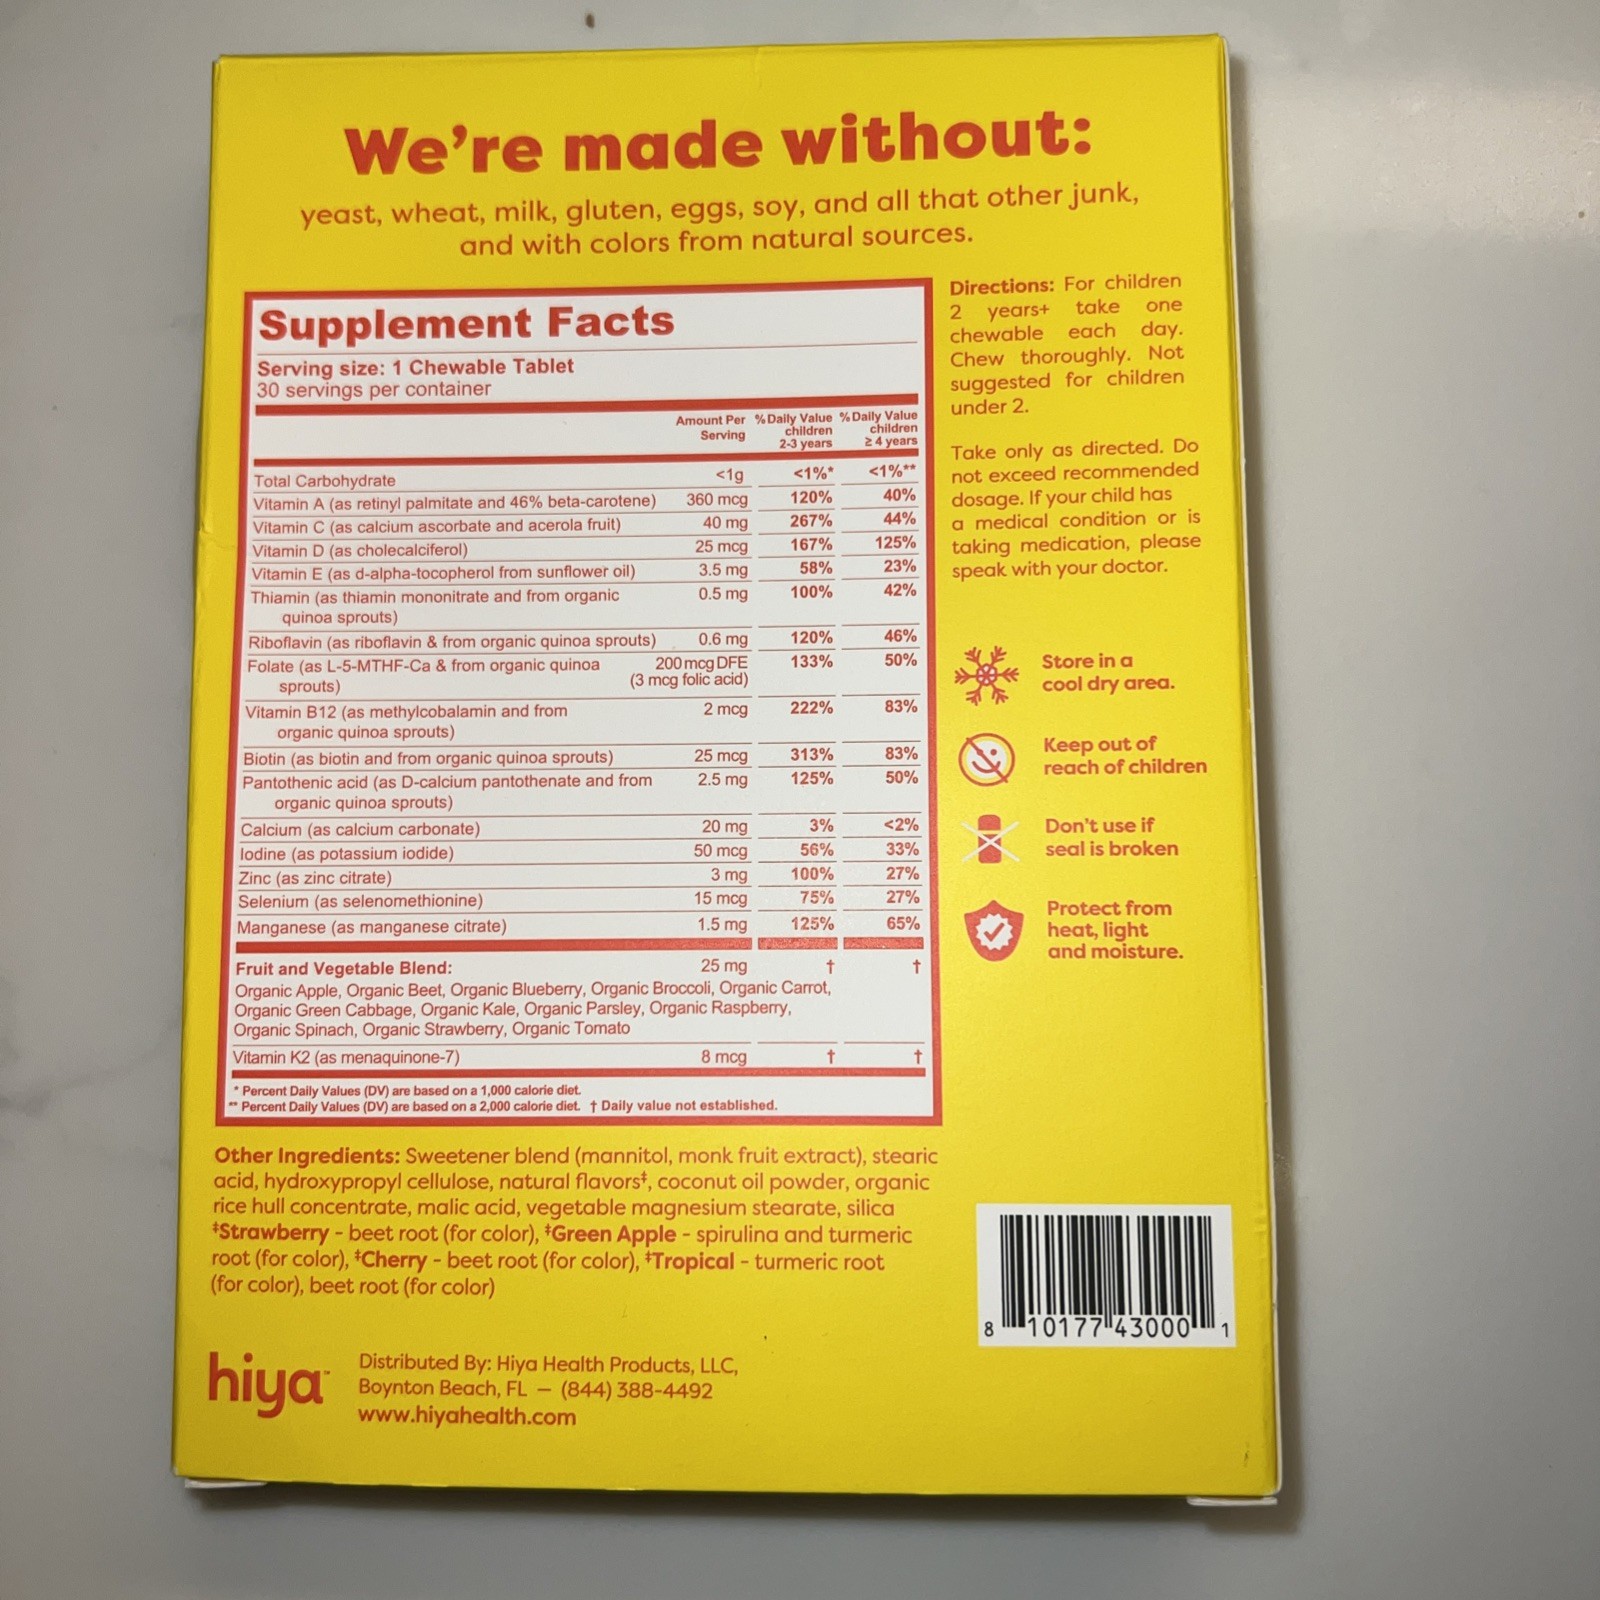 We're made without:
yeast, wheat, milk, gluten, eggs, soy, and all that other junk,
and with colors from natural sources.
Supplement Facts
Serving size: 1 Chewable Tablet
30 servings per container
Amount Per Serving % Daily Value children 2-3 years % Daily Value children ≥ 4 years
Total Carbohydrate <1g <1%* <1%**
Vitamin A (as retinyl palmitate and 46% beta-carotene) 360 mcg 120% 40%
Vitamin C (as calcium ascorbate and acerola fruit) 40 mg 267% 44%
Vitamin D (as cholecalciferol) 25 mcg 167% 125%
Vitamin E (as d-alpha-tocopherol from sunflower oil) 3.5 mg 58% 23%
Thiamin (as thiamin mononitrate and from organic 0.5 mg 100% 42%
quinoa sprouts)
Riboflavin (as riboflavin & from organic quinoa sprouts) 0.6 mg 120% 46%
Folate (as L-5-MTHF-Ca & from organic quinoa 200 mcg DFE 133% 50%
sprouts) (3 mcg folic acid)
Vitamin B12 (as methylcobalamin and from 2 mcg 222% 83%
organic quinoa sprouts)
Biotin (as biotin and from organic quinoa sprouts) 25 mcg 313% 83%
Pantothenic acid (as D-calcium pantothenate and from 2.5 mg 125% 50%
organic quinoa sprouts)
Calcium (as calcium carbonate) 20 mg 3% <2%
Iodine (as potassium iodide) 50 mcg 56% 33%
Zinc (as zinc citrate) 3 mg 100% 27%
Selenium (as selenomethionine) 15 mcg 75% 27%
Manganese (as manganese citrate) 1.5 mg 125% 65%
Fruit and Vegetable Blend: 25 mg † †
Organic Apple, Organic Beet, Organic Blueberry, Organic Broccoli, Organic Carrot,
Organic Green Cabbage, Organic Kale, Organic Parsley, Organic Raspberry,
Organic Spinach, Organic Strawberry, Organic Tomato
Vitamin K2 (as menaquinone-7) 8 mcg † †
* Percent Daily Values (DV) are based on a 1,000 calorie diet.
** Percent Daily Values (DV) are based on a 2,000 calorie diet. † Daily value not established.
Directions: For children
2 years+ take one
chewable each day.
Chew thoroughly. Not
suggested for children
under 2.
Take only as directed. Do
not exceed recommended
dosage. If your child has
a medical condition or is
taking medication, please
speak with your doctor.
Store in a
cool dry area.
Keep out of
reach of children
Don't use if
seal is broken
Protect from
heat, light
and moisture.
Other Ingredients: Sweetener blend (mannitol, monk fruit extract), stearic
acid, hydroxypropyl cellulose, natural flavors‡, coconut oil powder, organic
rice hull concentrate, malic acid, vegetable magnesium stearate, silica
‡Strawberry - beet root (for color), ‡Green Apple - spirulina and turmeric
root (for color), ‡Cherry - beet root (for color), ‡Tropical - turmeric root
(for color), beet root (for color)
8 10177 43000 1
hiya™
Distributed By: Hiya Health Products, LLC,
Boynton Beach, FL – (844) 388-4492
www.hiyahealth.com